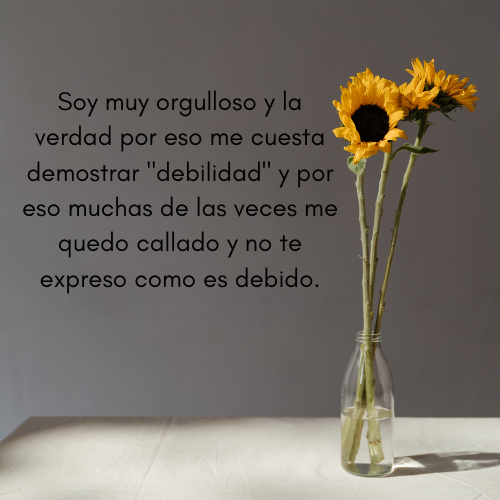 Soy muy orgulloso y la
verdad por eso me cuesta
demostrar "debilidad" y por
eso muchas de las veces me
quedo callado y no te
expreso como es debido.